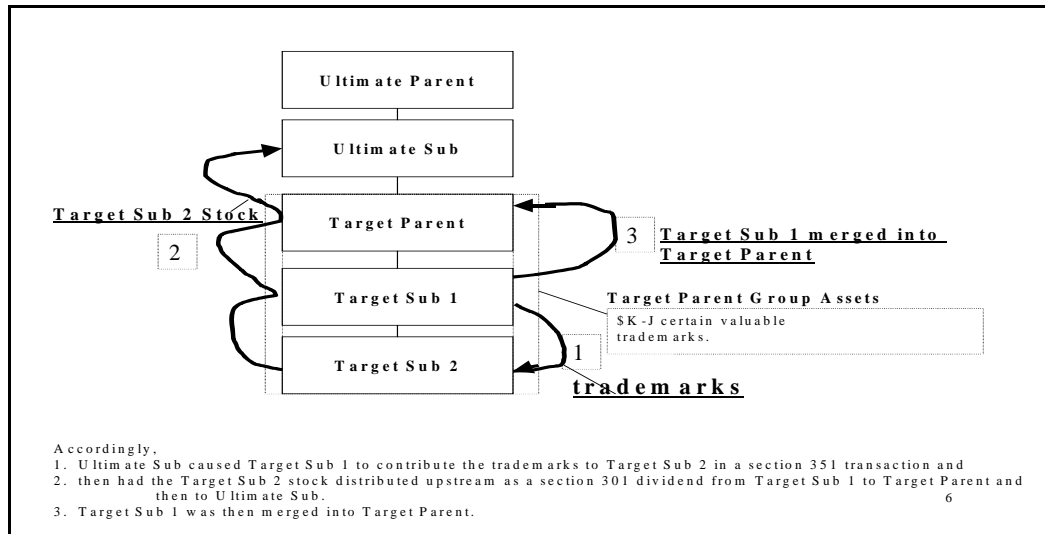 Ultimate Parent
Ultimate Sub
Target Sub 2 Stock
Target Parent
2
3
Target Sub 1 merged into
Target Parent
Target Sub 1
Target Parent Group Assets
$K-J certain valuable
trademarks.
1
Target Sub 2
trademarks
Accordingly,
1. Ultimate Sub caused Target Sub 1 to contribute the trademarks to Target Sub 2 in a section 351 transaction and
2. then had the Target Sub 2 stock distributed upstream as a section 301 dividend from Target Sub 1 to Target Parent and
then to Ultimate Sub.
6
3. Target Sub 1 was then merged into Target Parent.